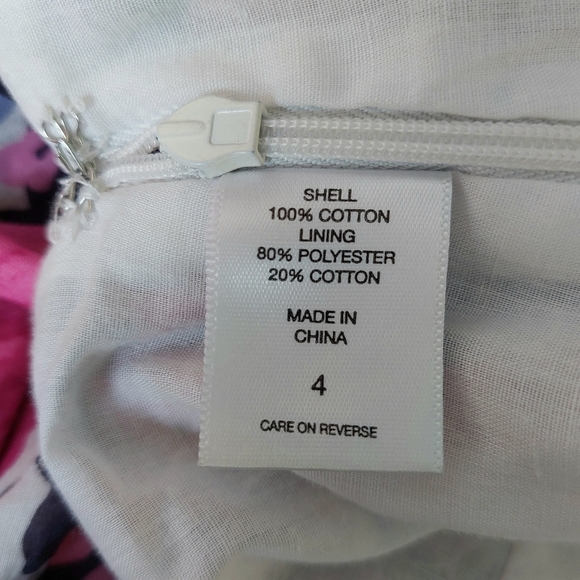 SHELL
100% COTTON
LINING
80% POLYESTER
20% COTTON
MADE IN
CHINA
4
CARE ON REVERSE